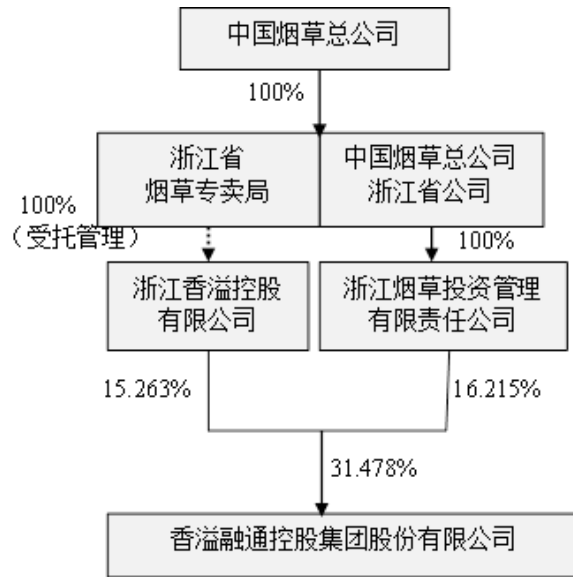 中国烟草总公司
100%
浙江省
烟草专卖局
中国烟草总公司
浙江省公司
100%
（受托管理）
100%
浙江香溢控股
有限公司
浙江烟草投资管理
有限责任公司
15.263%
16.215%
31.478%
香溢融通控股集团股份有限公司